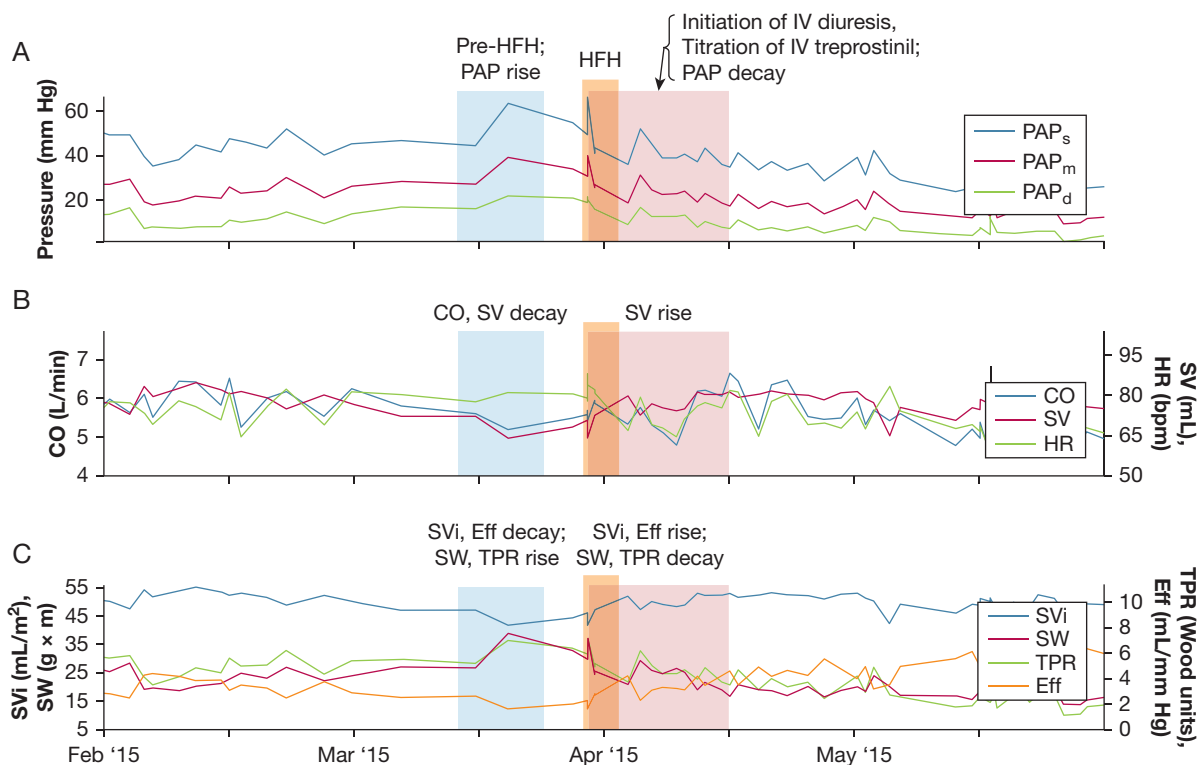 A
Pre-HFH;
PAP rise
HFH
Initiation of IV diuresis,
Titration of IV treprostinil;
PAP decay
Pressure (mm Hg)
60
40
20
PAPs
PAPm
PAPd
B
CO, SV decay
SV rise
CO (L/min)
7
6
5
4
95
80
65
50
SV (mL),
HR (bpm)
CO
SV
HR
C
SVi, Eff decay;
SW, TPR rise
SVi, Eff rise;
SW, TPR decay
SVi (mL/m²),
SW (g × m)
55
45
35
25
15
5
10
8
6
4
2
0
TPR (Wood units),
Eff (mL/mm Hg)
SVi
SW
TPR
Eff
Feb ‘15
Mar ‘15
Apr ‘15
May ‘15